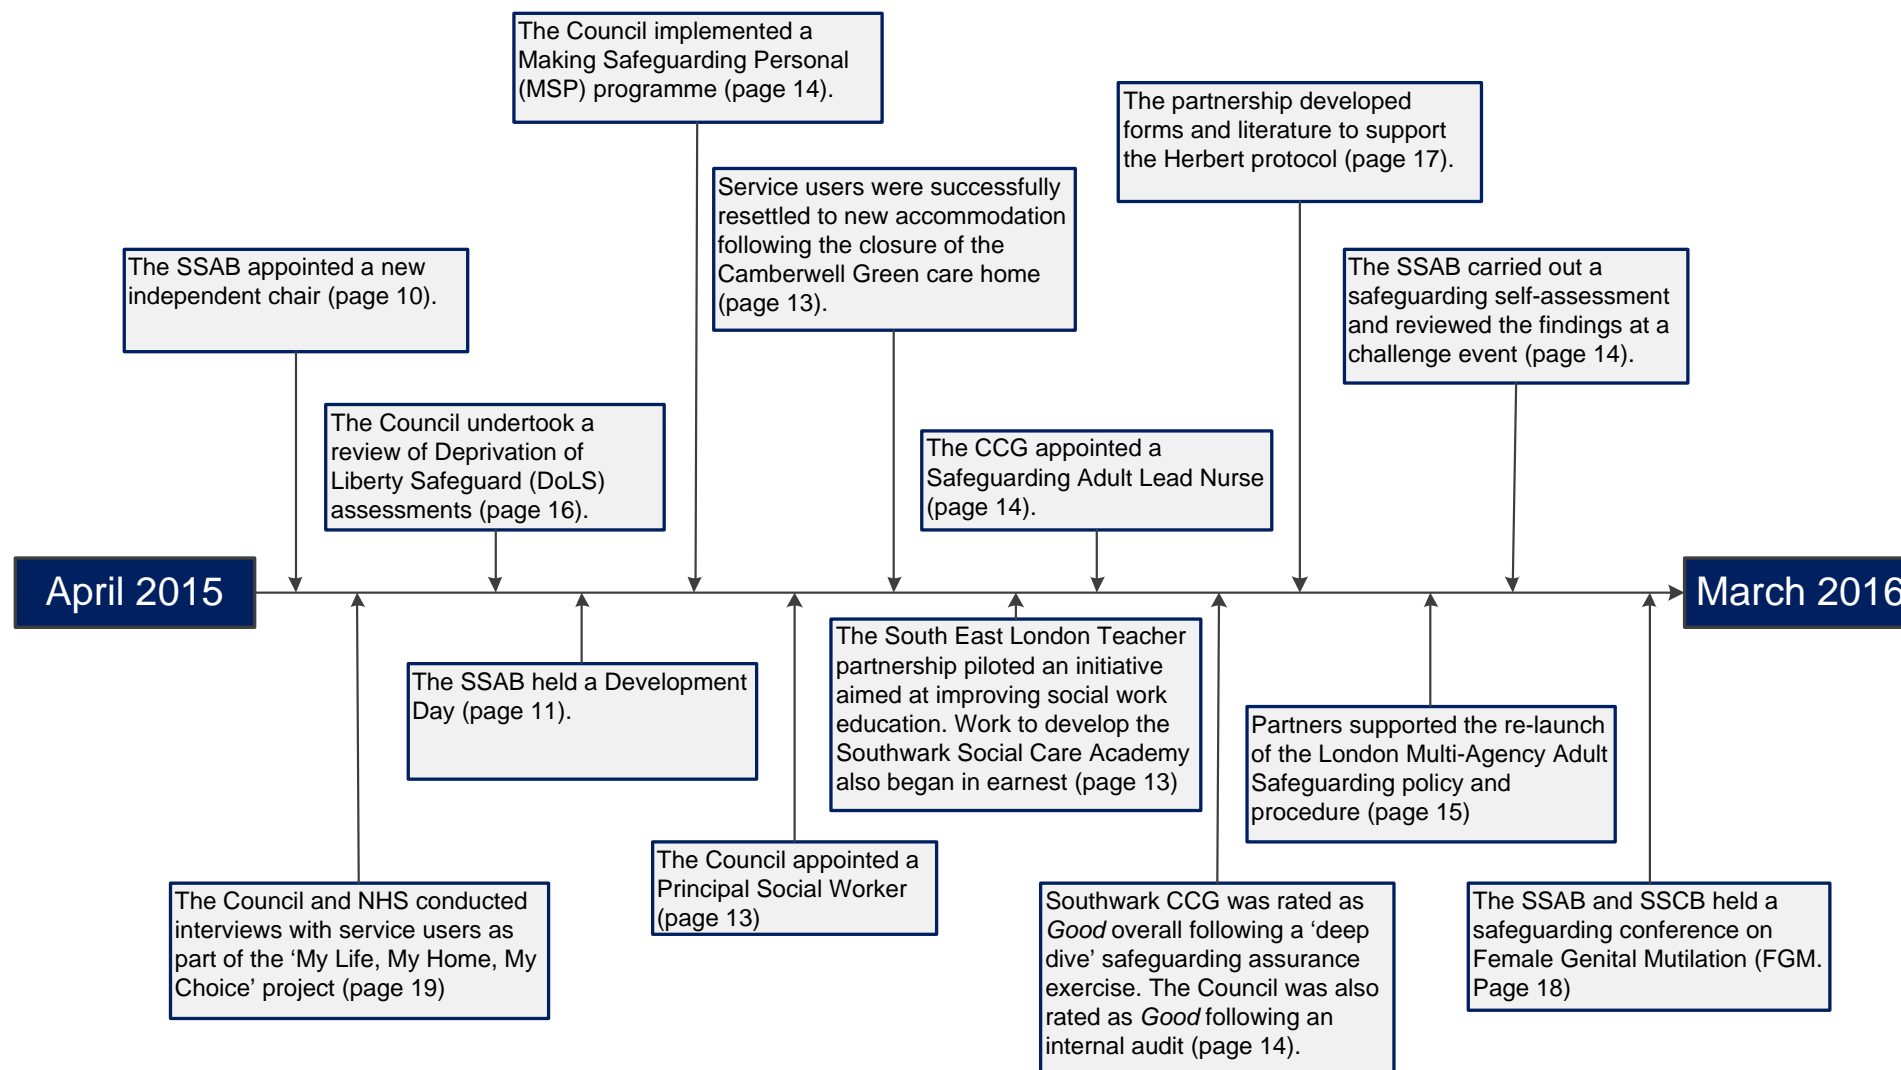 The Council implemented a
Making Safeguarding Personal
(MSP) programme (page 14).
The partnership developed
forms and literature to support
the Herbert protocol (page 17).
Service users were successfully
resettled to new accommodation
following the closure of the
Camberwell Green care home
(page 13).
The SSAB appointed a new
independent chair (page 10).
The SSAB carried out a
safeguarding self-assessment
and reviewed the findings at a
challenge event (page 14).
The Council undertook a
review of Deprivation of
Liberty Safeguard (DoLS)
assessments (page 16).
The CCG appointed a
Safeguarding Adult Lead Nurse
(page 14).
April 2015
March 2016
The SSAB held a Development
Day (page 11).
The South East London Teacher
partnership piloted an initiative
aimed at improving social work
education. Work to develop the
Southwark Social Care Academy
also began in earnest (page 13)
Partners supported the re-launch
of the London Multi-Agency Adult
Safeguarding policy and
procedure (page 15)
The Council appointed a
Principal Social Worker
(page 13)
The Council and NHS conducted
interviews with service users as
part of the ‘My Life, My Home, My
Choice’ project (page 19)
Southwark CCG was rated as
Good overall following a ‘deep
dive’ safeguarding assurance
exercise. The Council was also
rated as Good following an
internal audit (page 14).
The SSAB and SSCB held a
safeguarding conference on
Female Genital Mutilation (FGM.
Page 18)